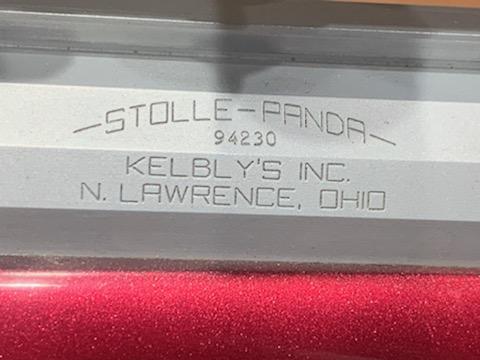 STOLLE-PANDA
94230
KELBLY'S INC.
N. LAWRENCE, OHIO